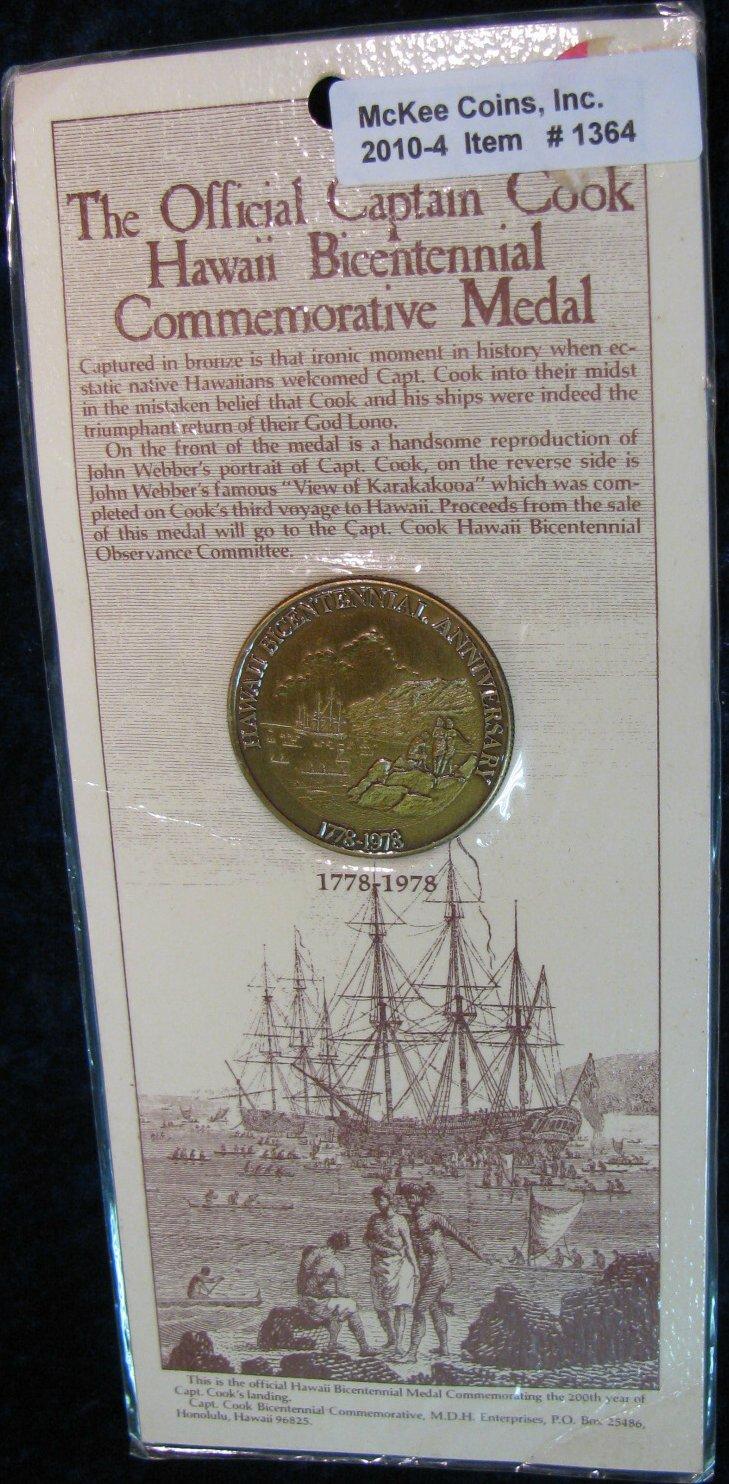 McKee Coins, Inc.
2010-4 Item # 1364
The Official Captain Cook
Hawaii Bicentennial
Commemorative Medal
Captured in bronze is that ironic moment in history when ec-
static native Hawaiians welcomed Capt. Cook into their midst
in the mistaken belief that Cook and his ships were indeed the
triumphant return of their God Lono.
On the front of the medal is a handsome reproduction of
John Webber's portrait of Capt. Cook, on the reverse side is
John Webber's famous "View of Karakakooa" which was com-
pleted on Cook's third voyage to Hawaii. Proceeds from the sale
of this medal will go to the Capt. Cook Hawaii Bicentennial
Observance Committee.
HAWAII BICENTENNIAL ANNIVERSARY
1778-1978
1778-1978
This is the official Hawaii Bicentennial Medal Commemorating the 200th year of
Capt. Cook's landing.
Capt. Cook Bicentennial Commemorative, M.D.H. Enterprises, P.O. Box 25486,
Honolulu, Hawaii 96825.